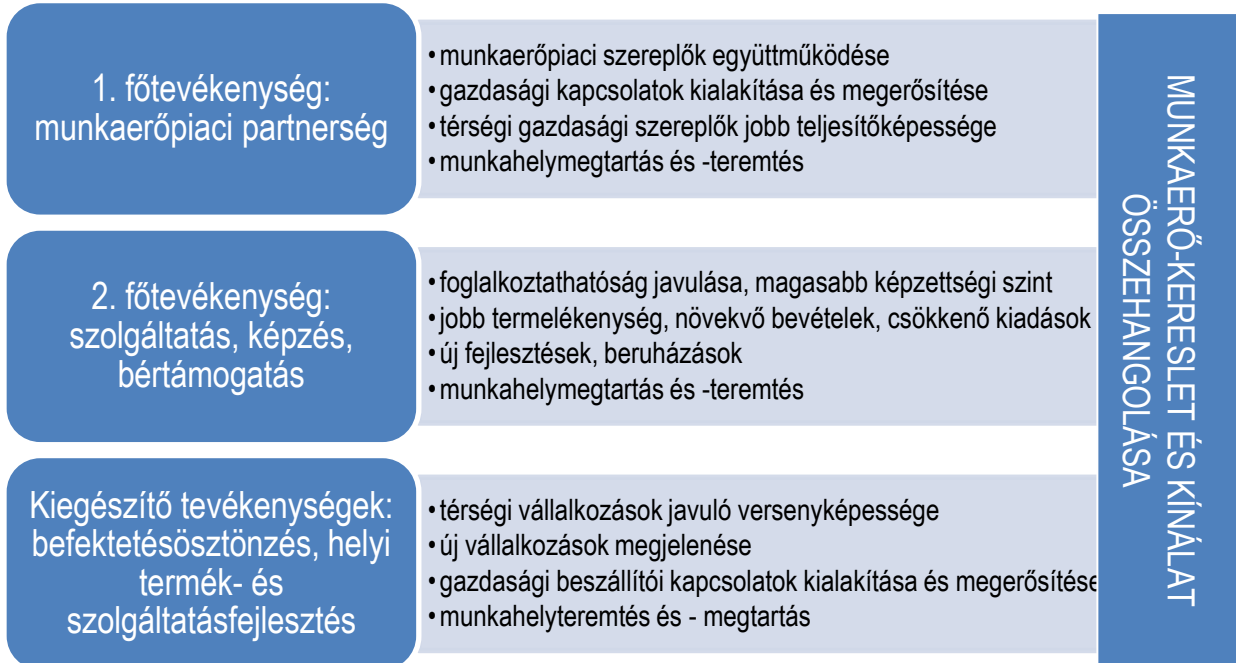 1. főtevékenység:
munkaerőpiaci partnerség
•munkaerőpiaci szereplők együttműködése
•gazdasági kapcsolatok kialakítása és megerősítése
•térségi gazdasági szereplők jobb teljesítőképessége
•munkahelymegtartás és -teremtés
2. főtevékenység:
szolgáltatás, képzés,
bértámogatás
•foglalkoztathatóság javulása, magasabb képzettségi szint
•jobb termelékenység, növekvő bevételek, csökkenő kiadások
•új fejlesztések, beruházások
•munkahelymegtartás és -teremtés
Kiegészítő tevékenységek:
befektetésösztönzés, helyi
termék- és
szolgáltatásfejlesztés
•térségi vállalkozások javuló versenyképessége
•új vállalkozások megjelenése
•gazdasági beszállítói kapcsolatok kialakítása és megerősítése
•munkahelyteremtés és - megtartás
MUNKAERŐ-KERESLET ÉS KÍNÁLAT
ÖSSZEHANGOLÁSA